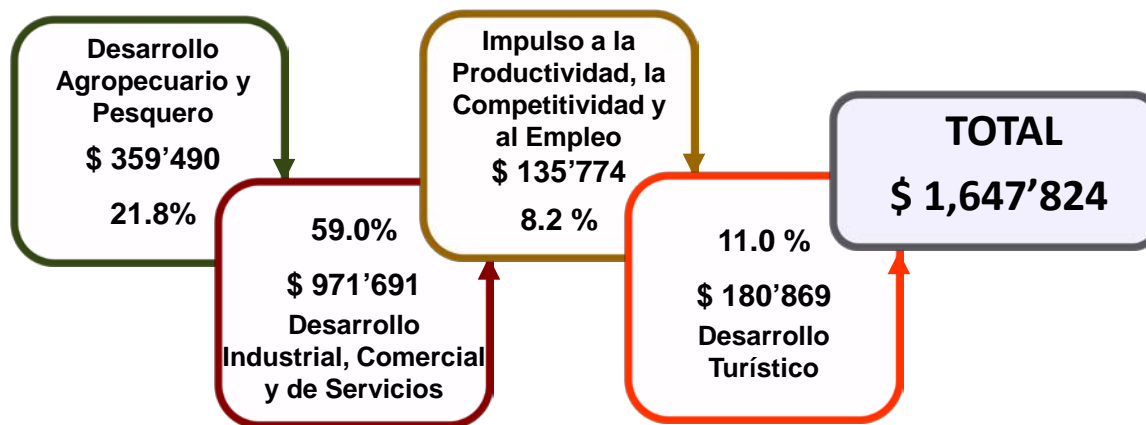 Desarrollo
Agropecuario y
Pesquero
$ 359’490
21.8%
59.0%
$ 971’691
Desarrollo
Industrial, Comercial
y de Servicios
Impulso a la
Productividad, la
Competitividad y
al Empleo
$ 135’774
8.2 %
11.0 %
$ 180’869
Desarrollo
Turístico
TOTAL
$ 1,647’824